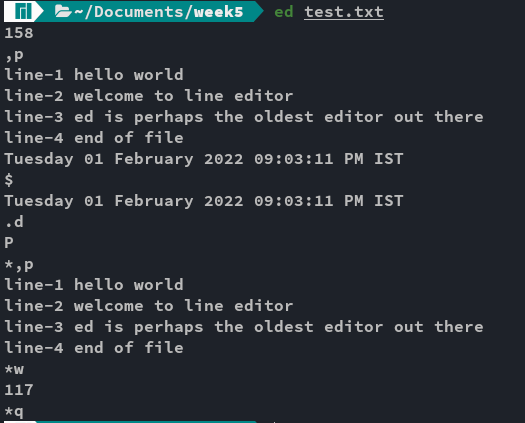 ~/Documents/week5 ed test.txt
158
,p
line-1 hello world
line-2 welcome to line editor
line-3 ed is perhaps the oldest editor out there
line-4 end of file
Tuesday 01 February 2022 09:03:11 PM IST
$
Tuesday 01 February 2022 09:03:11 PM IST
.d
P
*,p
line-1 hello world
line-2 welcome to line editor
line-3 ed is perhaps the oldest editor out there
line-4 end of file
*w
117
*q